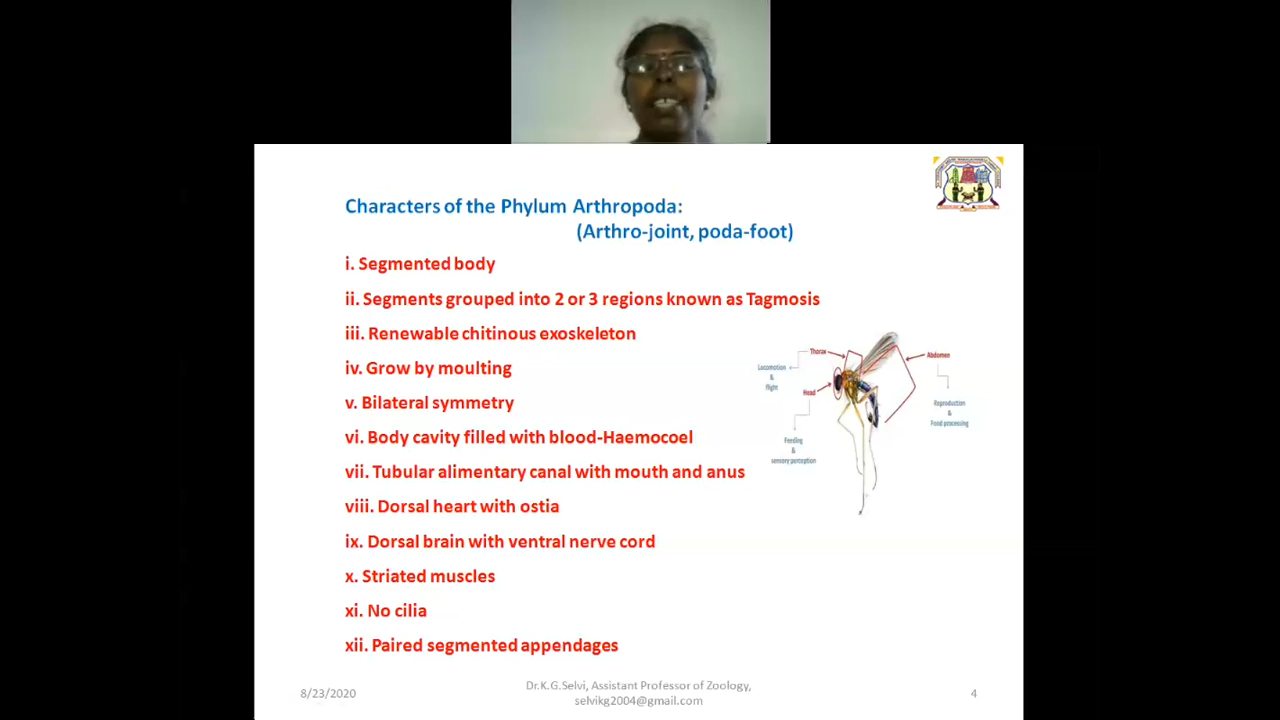 Characters of the Phylum Arthropoda:
(Arthro-joint, poda-foot)
i. Segmented body
ii. Segments grouped into 2 or 3 regions known as Tagmosis
iii. Renewable chitinous exoskeleton
iv. Grow by moulting
v. Bilateral symmetry
vi. Body cavity filled with blood-Haemocoel
vii. Tubular alimentary canal with mouth and anus
viii. Dorsal heart with ostia
ix. Dorsal brain with ventral nerve cord
x. Striated muscles
xi. No cilia
xii. Paired segmented appendages
Thorax
Locomotion
&
flight
Head
Feeding
&
sensory perception
Abdomen
Reproduction
&
Food processing
8/23/2020
Dr.K.G.Selvi, Assistant Professor of Zoology,
selvikg2004@gmail.com
4